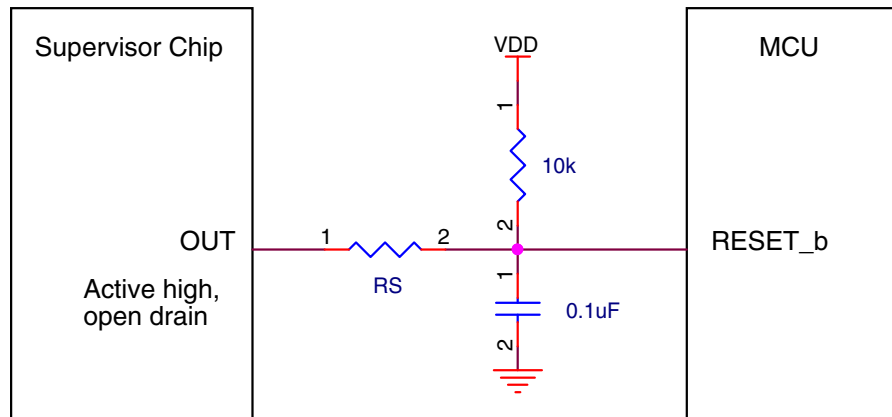 Supervisor Chip
VDD
MCU
1
10k
2
OUT
1
2
RESET_b
RS
1
Active high,
open drain
0.1uF
2